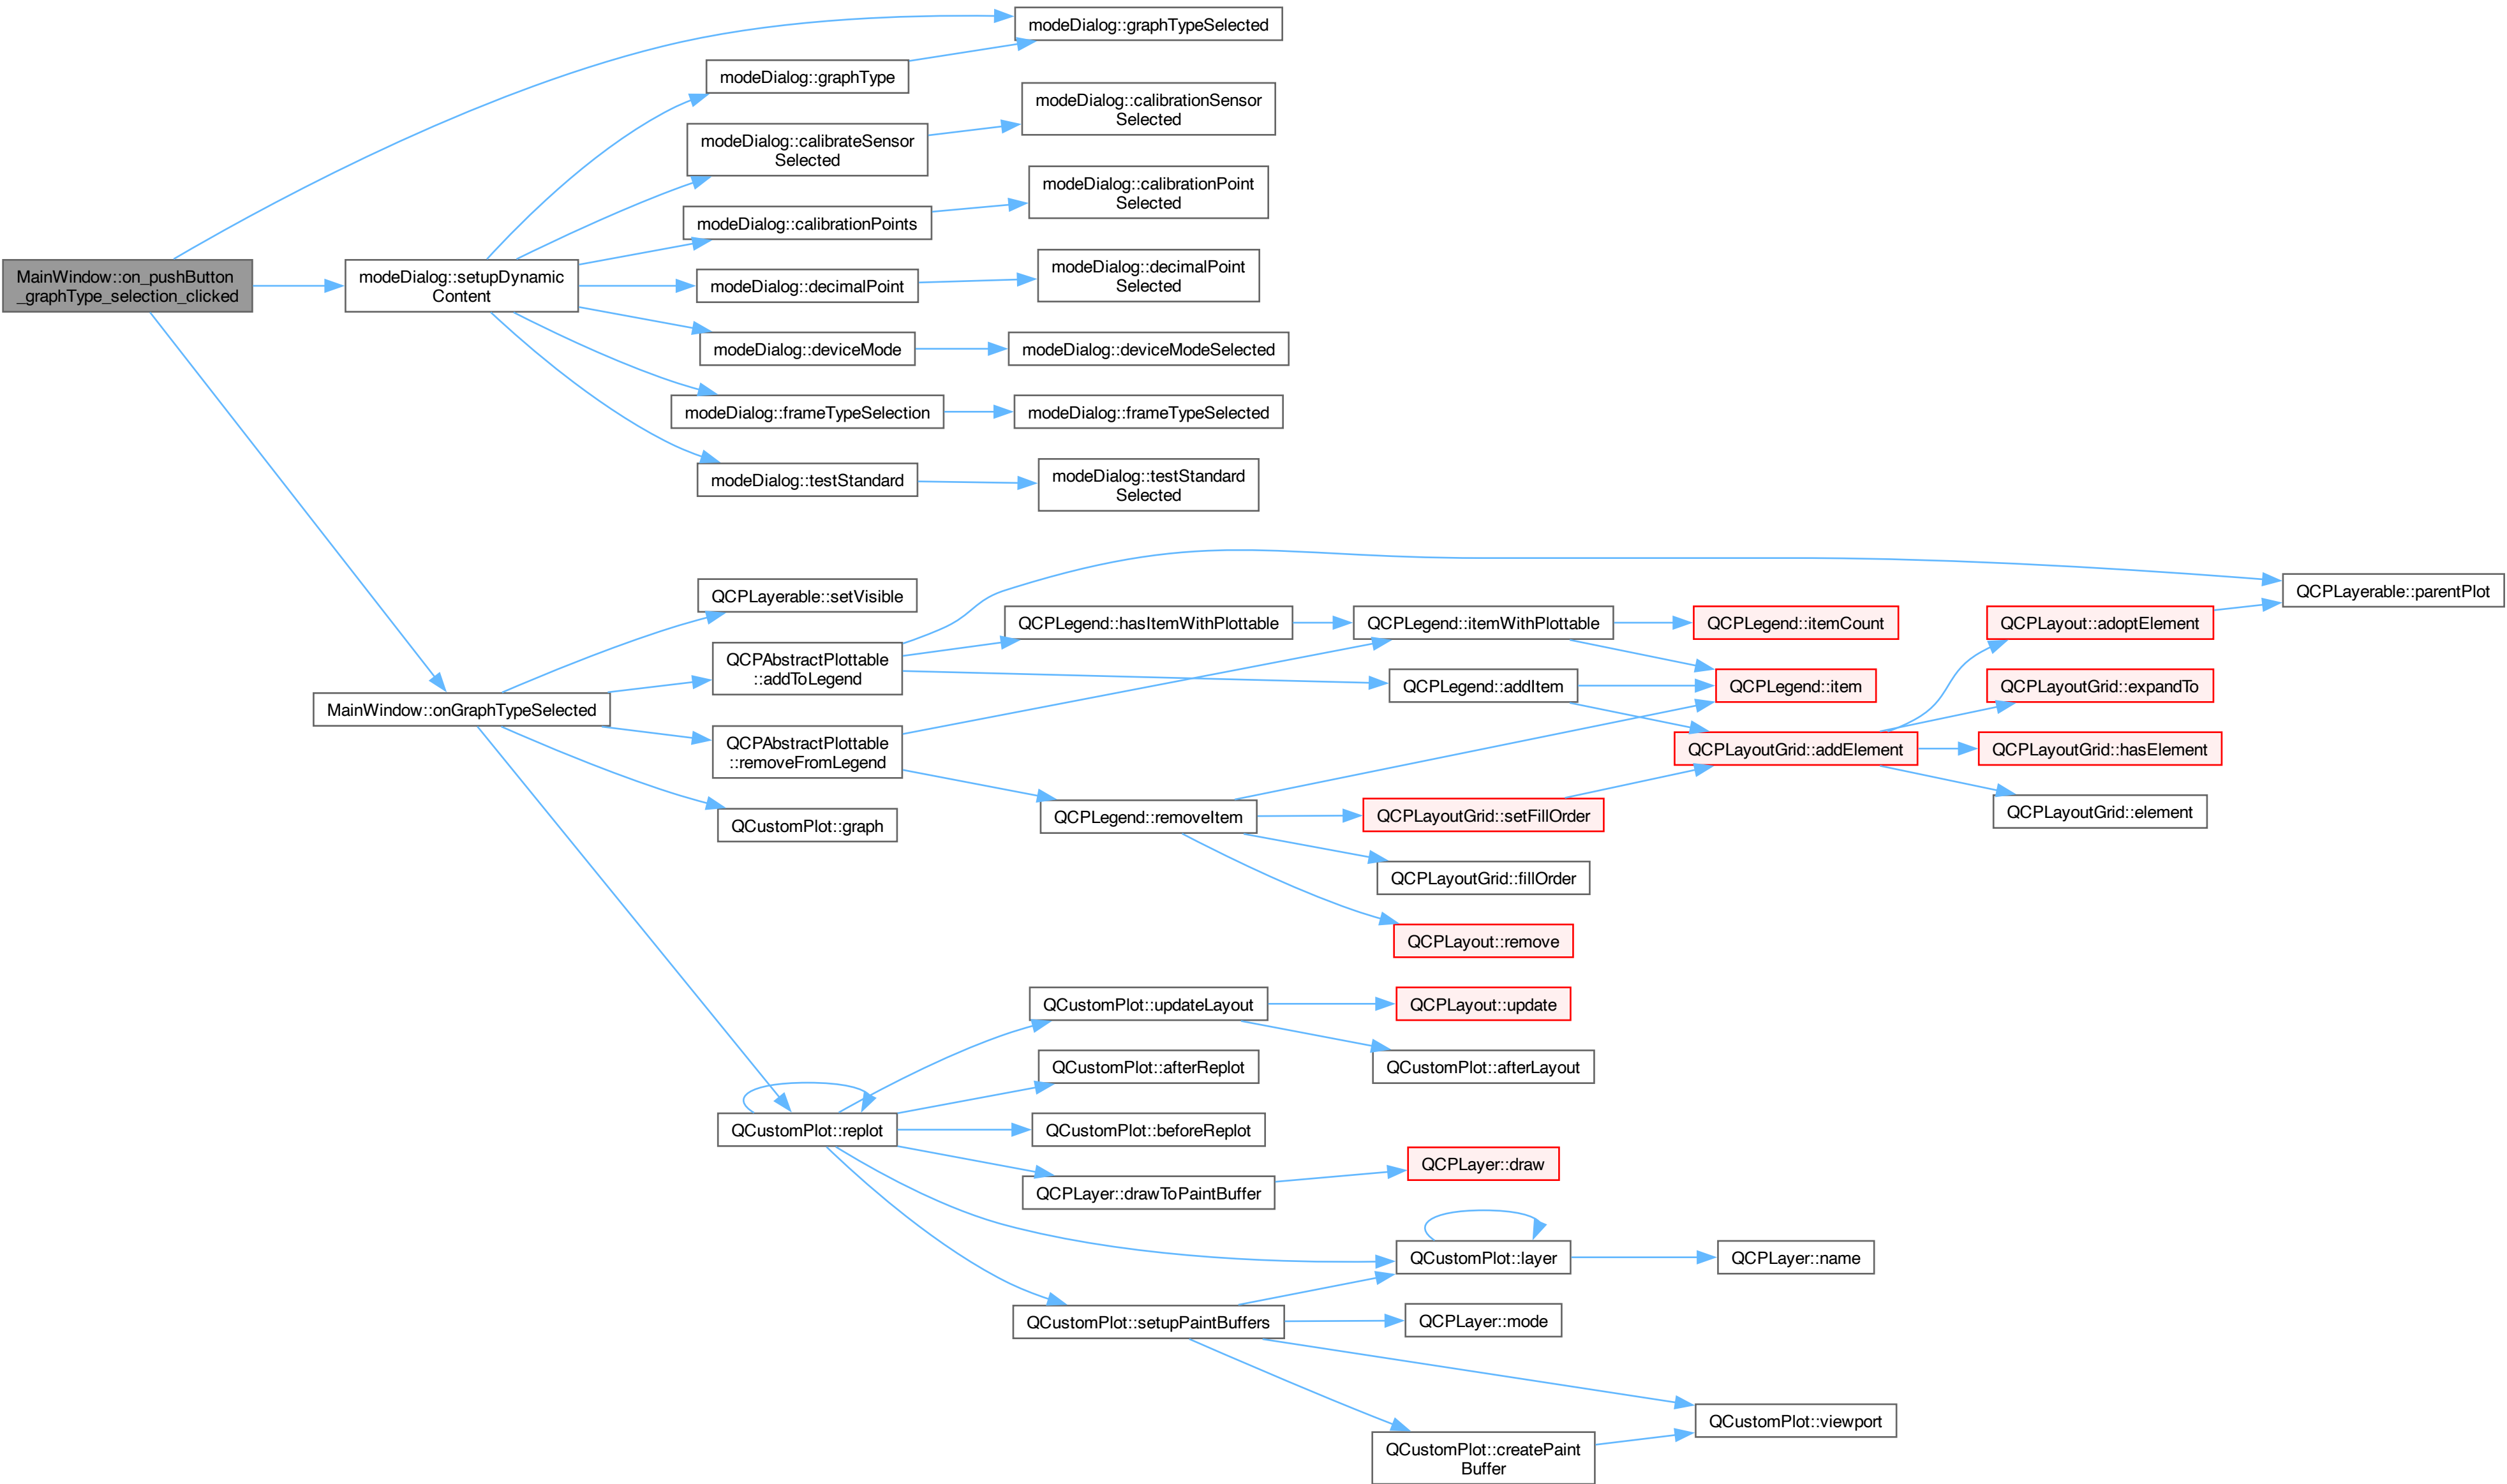 modeDialog::graphTypeSelected
modeDialog::graphType
modeDialog::calibrationSensor
Selected
modeDialog::calibrateSensor
Selected
modeDialog::calibrationPoint
Selected
modeDialog::calibrationPoints
MainWindow::on_pushButton
_graphType_selection_clicked
modeDialog::setupDynamic
Content
modeDialog::decimalPoint
modeDialog::decimalPoint
Selected
modeDialog::deviceMode
modeDialog::deviceModeSelected
modeDialog::frameTypeSelection
modeDialog::frameTypeSelected
modeDialog::testStandard
modeDialog::testStandard
Selected
QCPLayerable::setVisible
QCPLayerable::parentPlot
QCPLegend::hasItemWithPlottable
QCPLegend::itemWithPlottable
QCPLegend::itemCount
QCPLayout::adoptElement
QCPAbstractPlottable
::addToLegend
QCPLegend::addItem
QCPLegend::item
QCPLayoutGrid::expandTo
MainWindow::onGraphTypeSelected
QCPAbstractPlottable
::removeFromLegend
QCPLayoutGrid::addElement
QCPLayoutGrid::hasElement
QCustomPlot::graph
QCPLegend::removeItem
QCPLayoutGrid::setFillOrder
QCPLayoutGrid::element
QCPLayoutGrid::fillOrder
QCPLayout::remove
QCustomPlot::updateLayout
QCPLayout::update
QCustomPlot::afterReplot
QCustomPlot::afterLayout
QCustomPlot::replot
QCustomPlot::beforeReplot
QCPLayer::drawToPaintBuffer
QCPLayer::draw
QCustomPlot::layer
QCPLayer::name
QCustomPlot::setupPaintBuffers
QCPLayer::mode
QCustomPlot::viewport
QCustomPlot::createPaint
Buffer